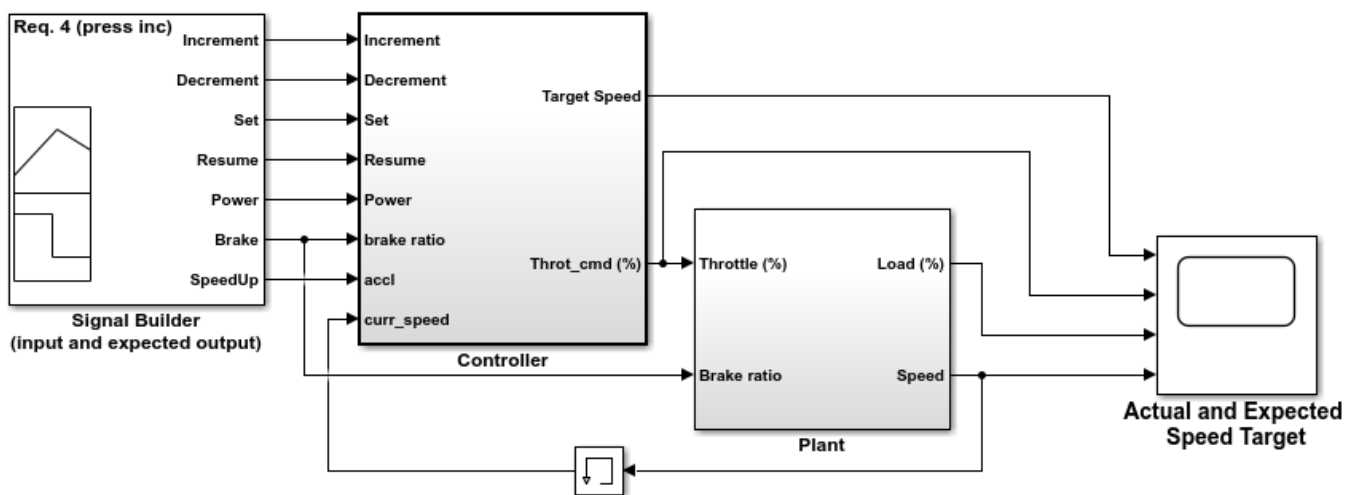 Req. 4 (press inc)
Increment
Decrement
Set
Resume
Power
Brake
SpeedUp
Signal Builder
(input and expected output)
Increment
Decrement
Set
Resume
Power
brake ratio
accl
curr_speed
Target Speed
Throt_cmd (%)
Controller
Throttle (%)
Brake ratio
Load (%)
Speed
Plant
Actual and Expected
Speed Target